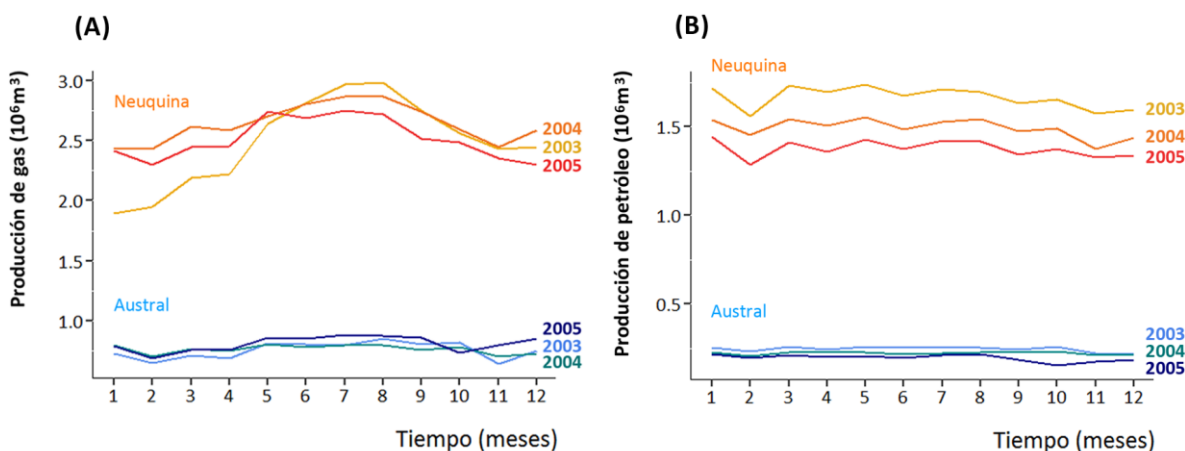 (A)
Producción de gas (10⁶m³)
3.0
2.5
2.0
1.5
1.0
Neuquina
2004
2003
2005
Austral
2005
2003
2004
1 2 3 4 5 6 7 8 9 10 11 12
Tiempo (meses)
(B)
Producción de petróleo (10⁶m³)
1.5
1.0
0.5
Neuquina
2003
2004
2005
Austral
2003
2004
2005
1 2 3 4 5 6 7 8 9 10 11 12
Tiempo (meses)